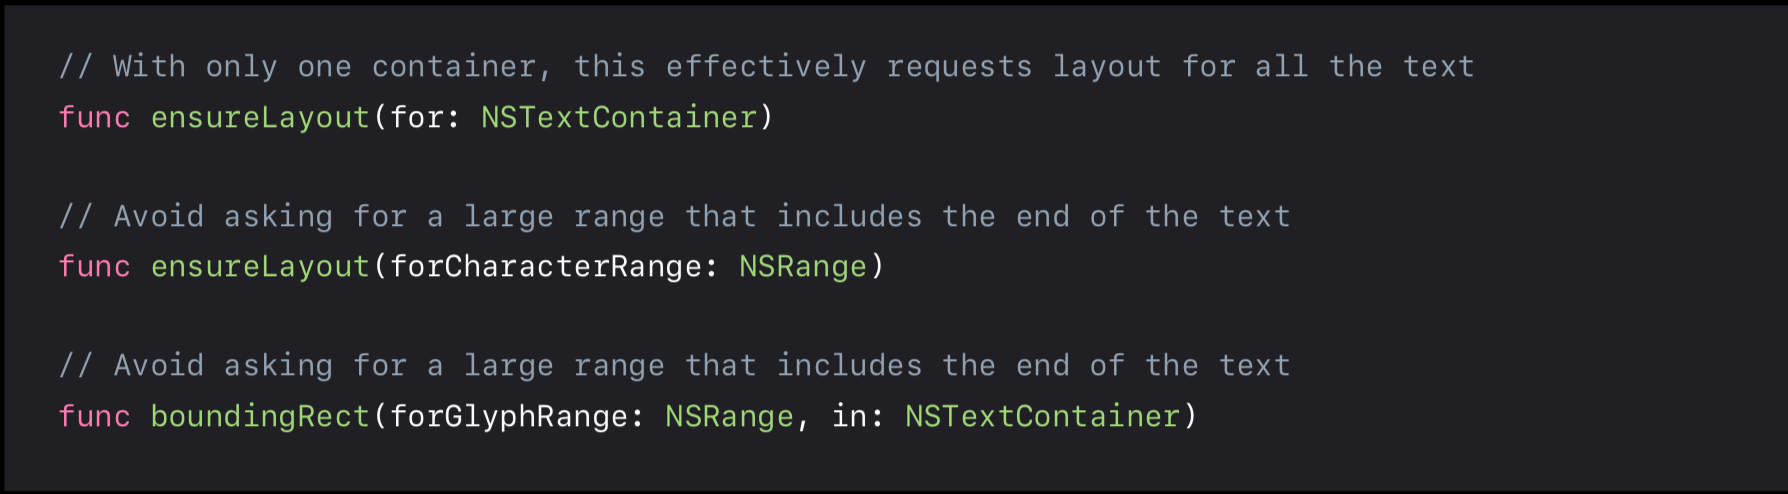 // With only one container, this effectively requests layout for all the text
func ensureLayout(for: NSTextContainer)
// Avoid asking for a large range that includes the end of the text
func ensureLayout(forCharacterRange: NSRange)
// Avoid asking for a large range that includes the end of the text
func boundingRect(forGlyphRange: NSRange, in: NSTextContainer)